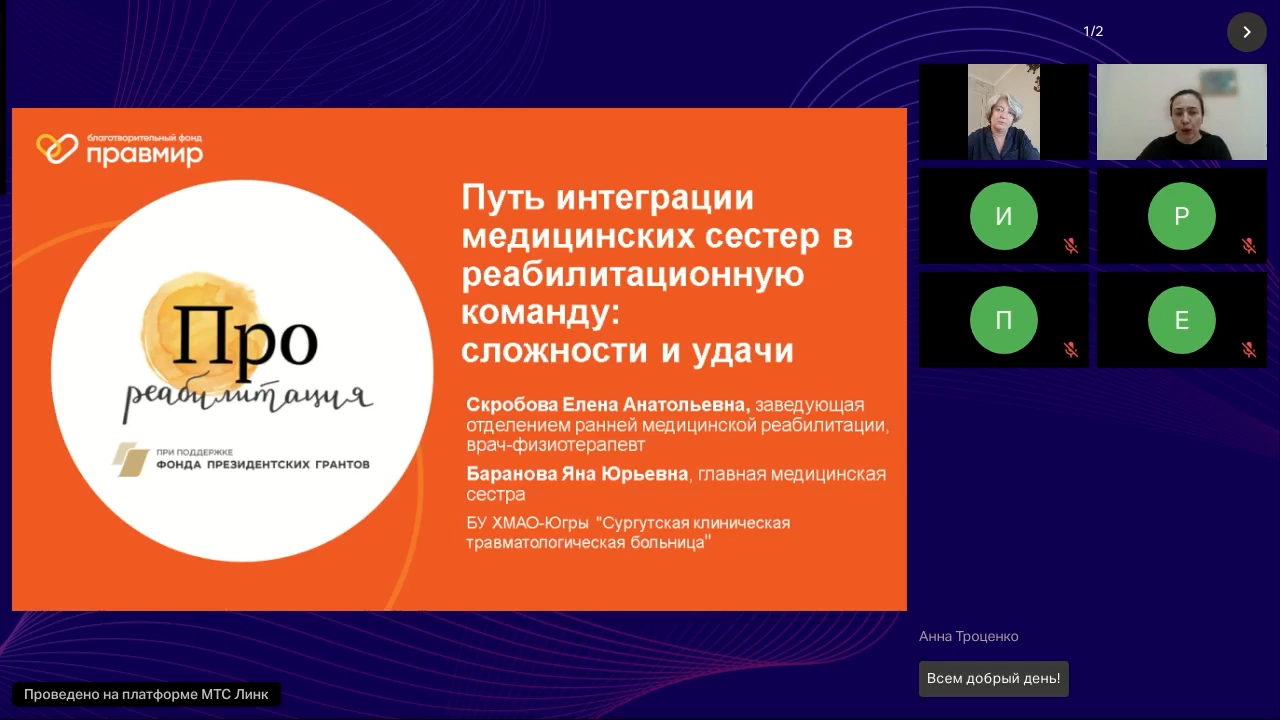 1/2
благотворительный фонд
правмир
Про
реабилитация
ПРИ ПОДДЕРЖКЕ
ФОНДА ПРЕЗИДЕНТСКИХ ГРАНТОВ
Путь интеграции
медицинских сестер в
реабилитационную
команду:
сложности и удачи
Скробова Елена Анатольевна, заведующая
отделением ранней медицинской реабилитации,
врач-физиотерапевт
Баранова Яна Юрьевна, главная медицинская
сестра
БУ ХМАО-Югры "Сургутская клиническая
травматологическая больница"
И
Р
П
Е
Анна Троценко
Всем добрый день!
Проведено на платформе МТС Линк